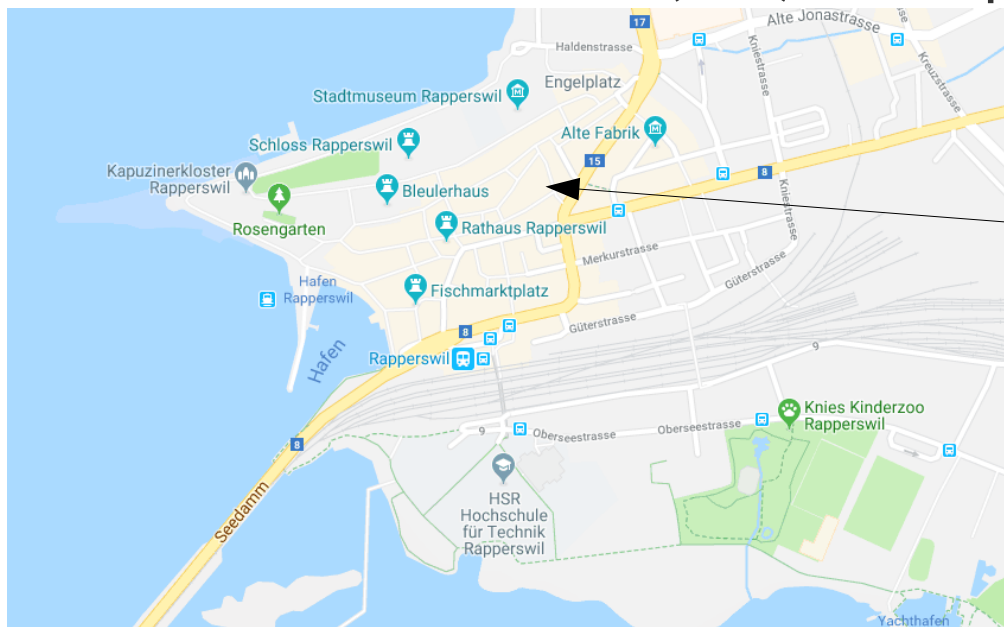 17
Alte Jonastrasse
Haldenstrasse
Kniestrasse
Kreuzstrasse
Engelplatz
Stadtmuseum Rapperswil
Alte Fabrik
Schloss Rapperswil
15
8
Kapuzinerkloster
Rapperswil
Bleulerhaus
Kniestrasse
Rosengarten
Rathaus Rapperswil
Merkurstrasse
Güterstrasse
Hafen
Rapperswil
Fischmarktplatz
Güterstrasse
8
Hafen
Rapperswil
9
Knies Kinderzoo
Rapperswil
9
Oberseestrasse
Oberseestrasse
8
Seedamm
HSR
Hochschule
für Technik
Rapperswil
Yachthafen